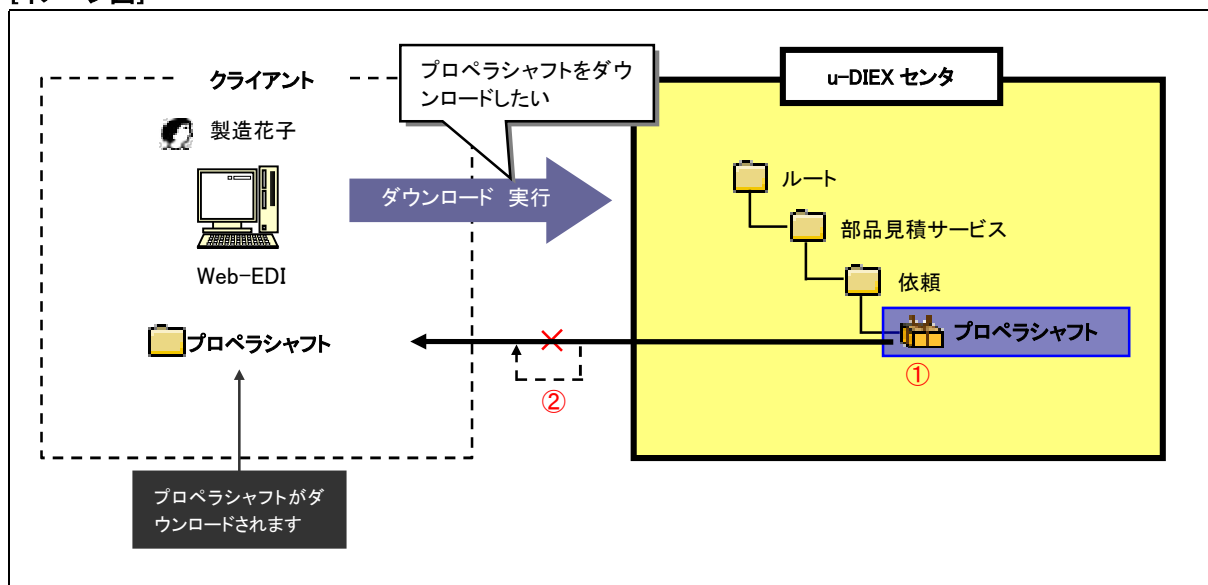 クライアント
製造花子
Web-EDI
プロペラシャフトをダウ
ンロードしたい
ダウンロード 実行
u-DIEX センタ
ルート
部品見積サービス
依頼
プロペラシャフト
①
②
プロペラシャフト
プロペラシャフトがダ
ウンロードされます